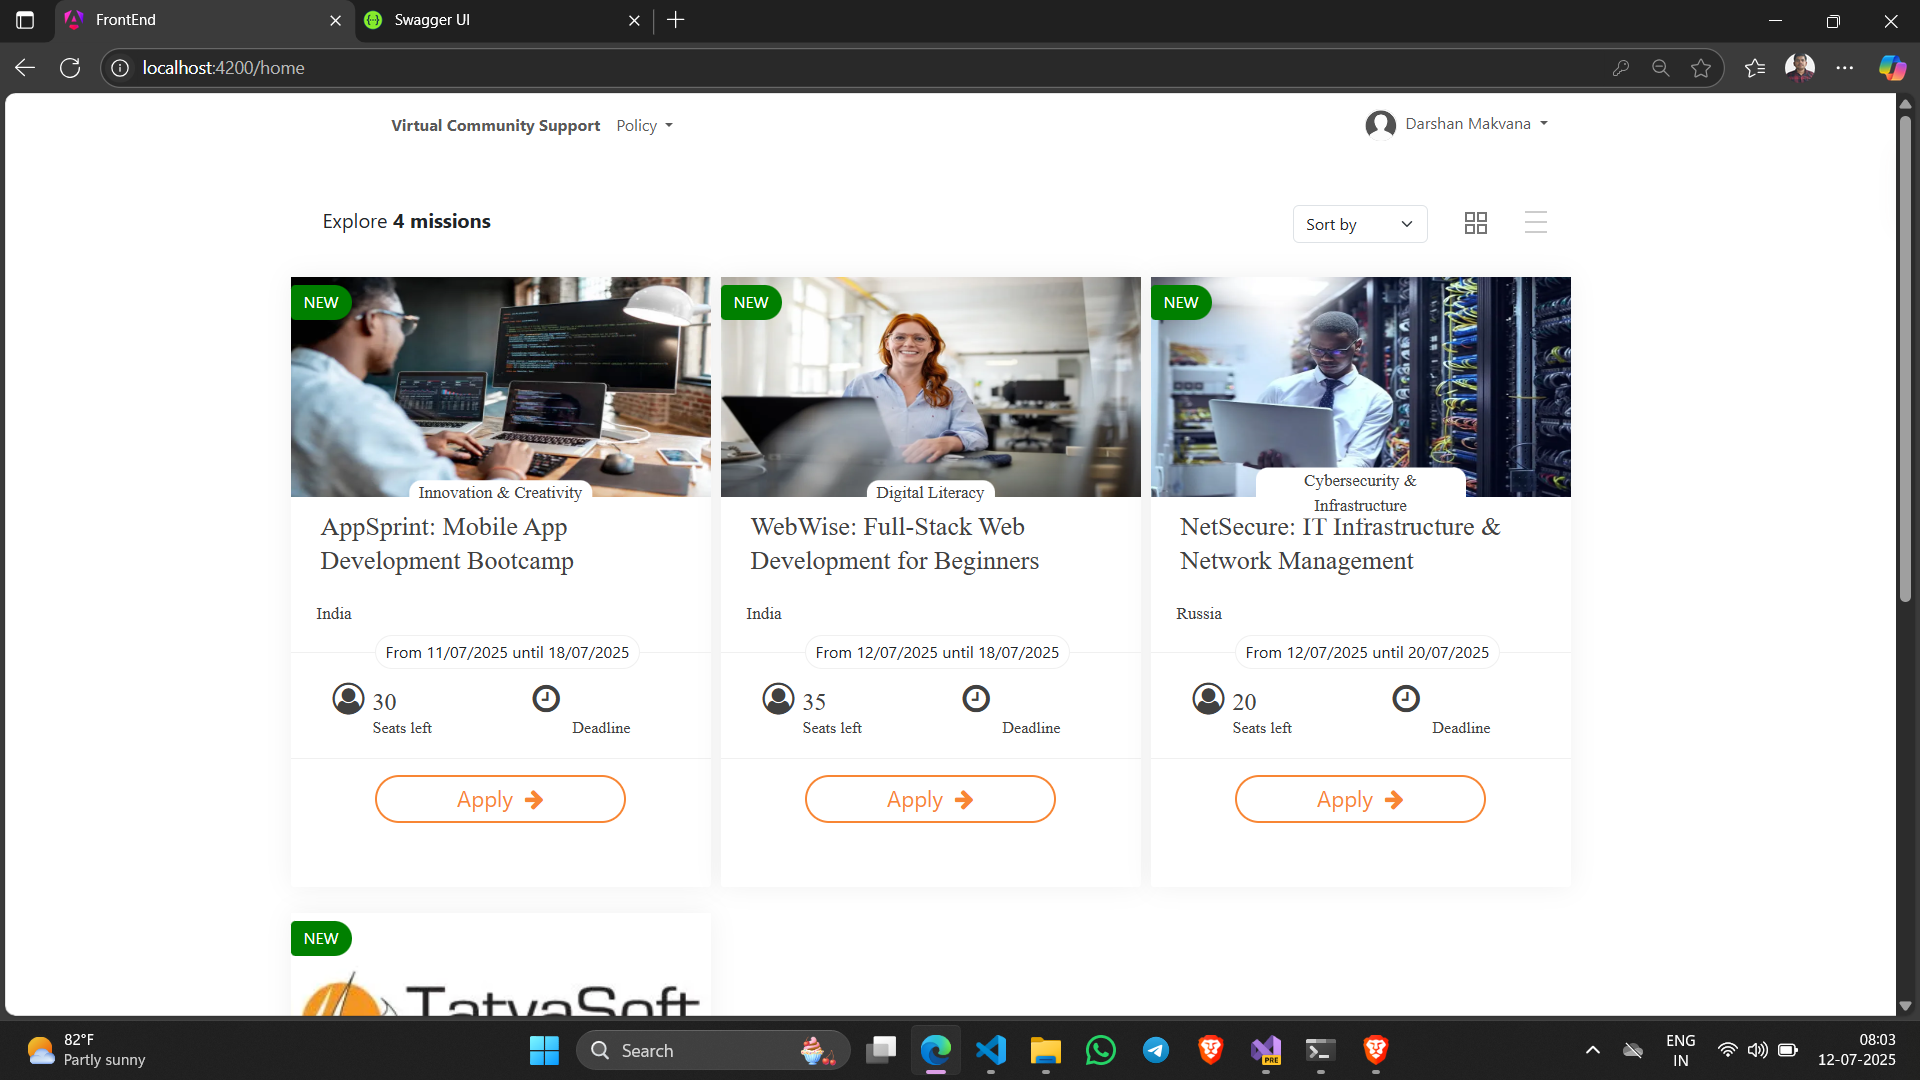 FrontEnd
Swagger UI
localhost:4200/home
Virtual Community Support
Policy
Darshan Makvana
Explore 4 missions
Sort by
NEW
NEW
NEW
Innovation & Creativity
Digital Literacy
Cybersecurity &
Infrastructure
AppSprint: Mobile App
Development Bootcamp
WebWise: Full-Stack Web
Development for Beginners
NetSecure: IT Infrastructure &
Network Management
India
India
Russia
From 11/07/2025 until 18/07/2025
From 12/07/2025 until 18/07/2025
From 12/07/2025 until 20/07/2025
30
Seats left
Deadline
35
Seats left
Deadline
20
Seats left
Deadline
Apply
Apply
Apply
NEW
TatvaSoft
82°F
Partly sunny
Search
PRE
ENG
IN
08:03
12-07-2025